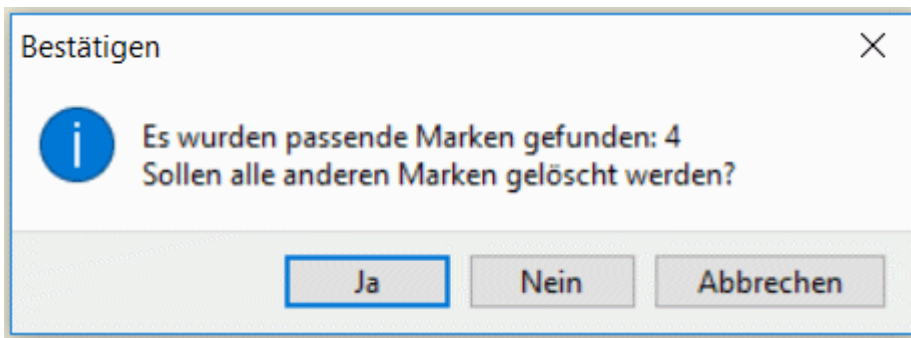 Bestätigen
Es wurden passende Marken gefunden: 4
Sollen alle anderen Marken gelöscht werden?
Ja
Nein
Abbrechen